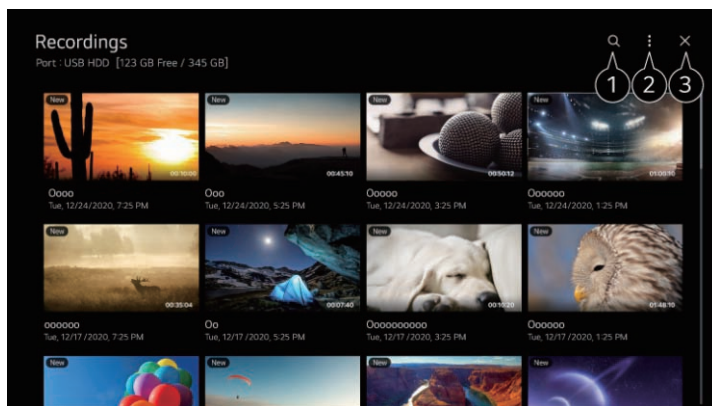 Recordings
Port : USB HDD [123 GB Free / 345 GB]
1 2 3
New New New New
00:10:00 00:45:10 00:50:12 01:00:10
Oooo Ooo Ooooo Oooooo
Tue, 12/24/2020, 7:25 PM Tue, 12/24/2020, 5:25 PM Tue, 12/24/2020, 3:25 PM Tue, 12/24/2020, 1:25 PM
New New New New
00:35:04 00:07:40 00:10:20 01:48:10
oooooo Oo Oooooooooo Oooooo
Tue, 12/17 /2020, 7:25 PM Tue, 12/17 /2020, 5:25 PM Tue, 12/17 /2020, 3:25 PM Tue, 12/17 /2020, 1:25 PM
New New New New